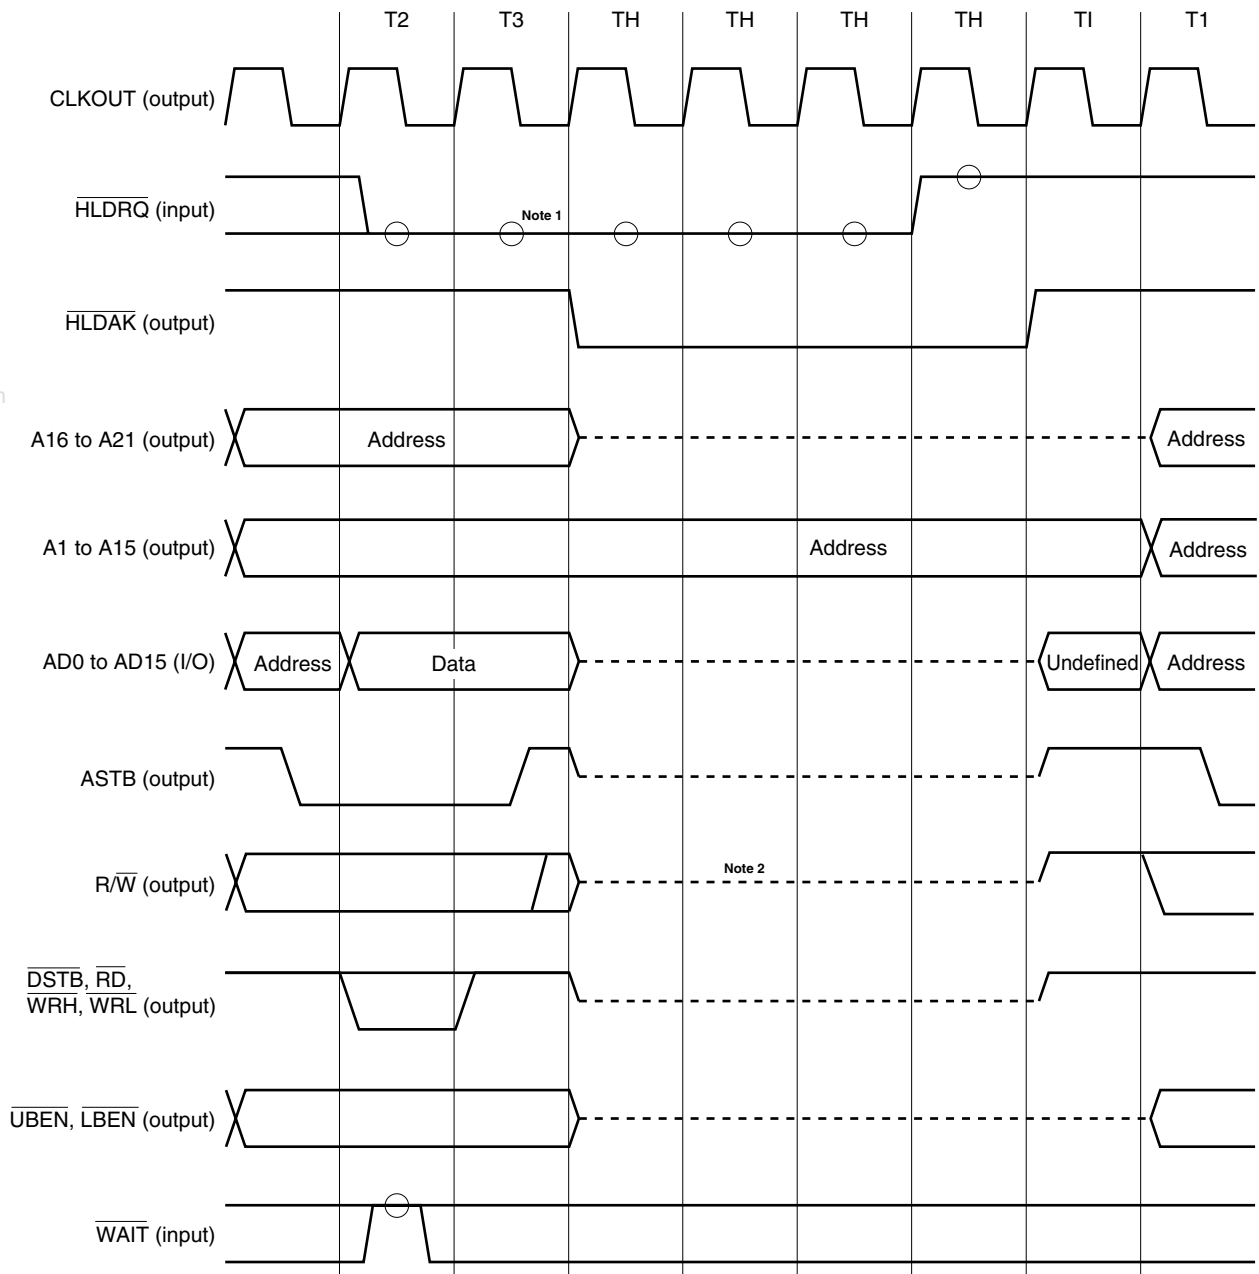 T2 T3 TH TH TH TH TI T1
CLKOUT (output)
HLDRQ (input)
Note 1
HLDAK (output)
A16 to A21 (output)
Address
Address
A1 to A15 (output)
Address
Address
AD0 to AD15 (I/O)
Address
Data
Undefined
Address
ASTB (output)
R/W (output)
Note 2
DSTB, RD,
WRH, WRL (output)
UBEN, LBEN (output)
WAIT (input)